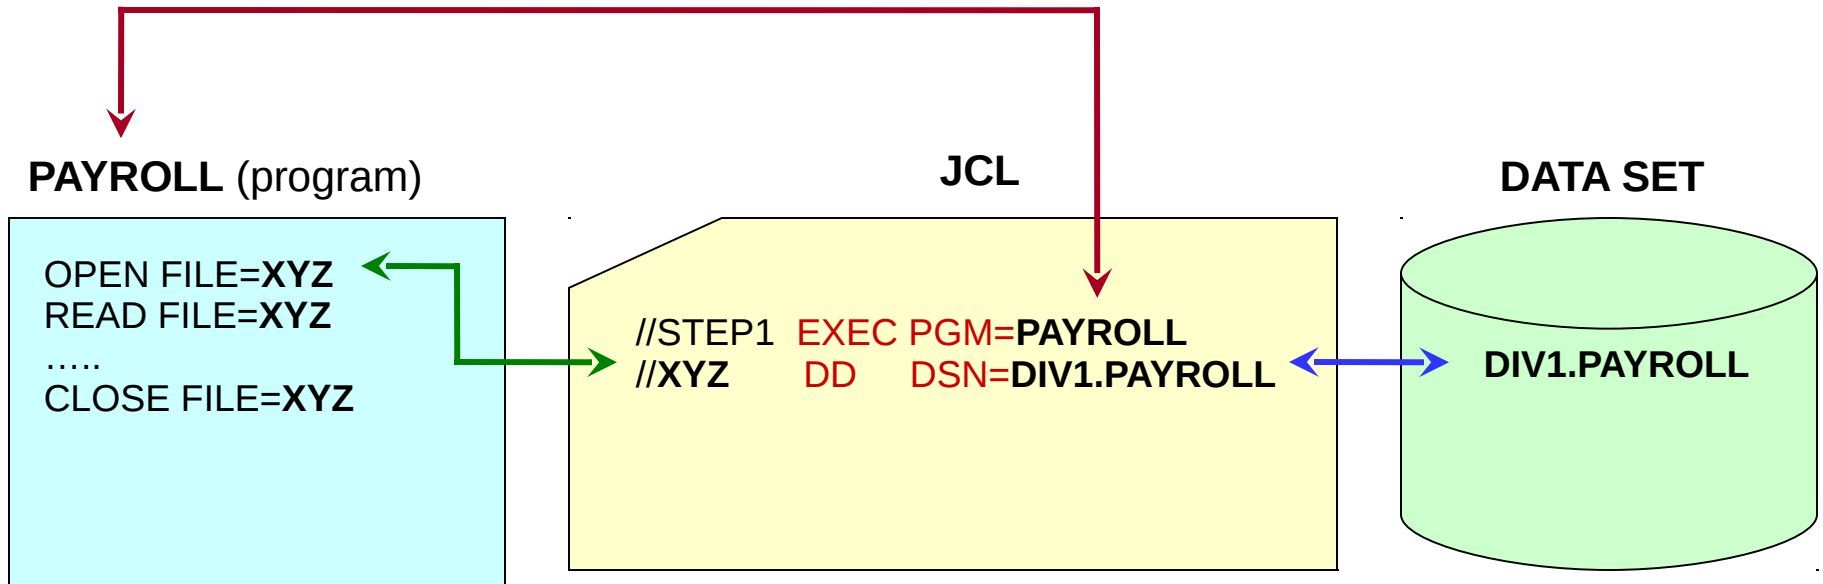 PAYROLL (program)
OPEN FILE=XYZ
READ FILE=XYZ
.....
CLOSE FILE=XYZ
JCL
//STEP1 EXEC PGM=PAYROLL
//XYZ DD DSN=DIV1.PAYROLL
DATA SET
DIV1.PAYROLL